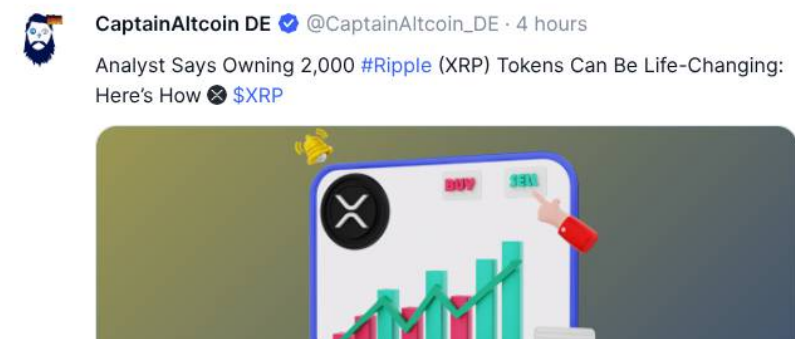 CaptainAltcoin DE @CaptainAltcoin_DE · 4 hours
Analyst Says Owning 2,000 #Ripple (XRP) Tokens Can Be Life-Changing:
Here’s How $XRP
BUY SELL